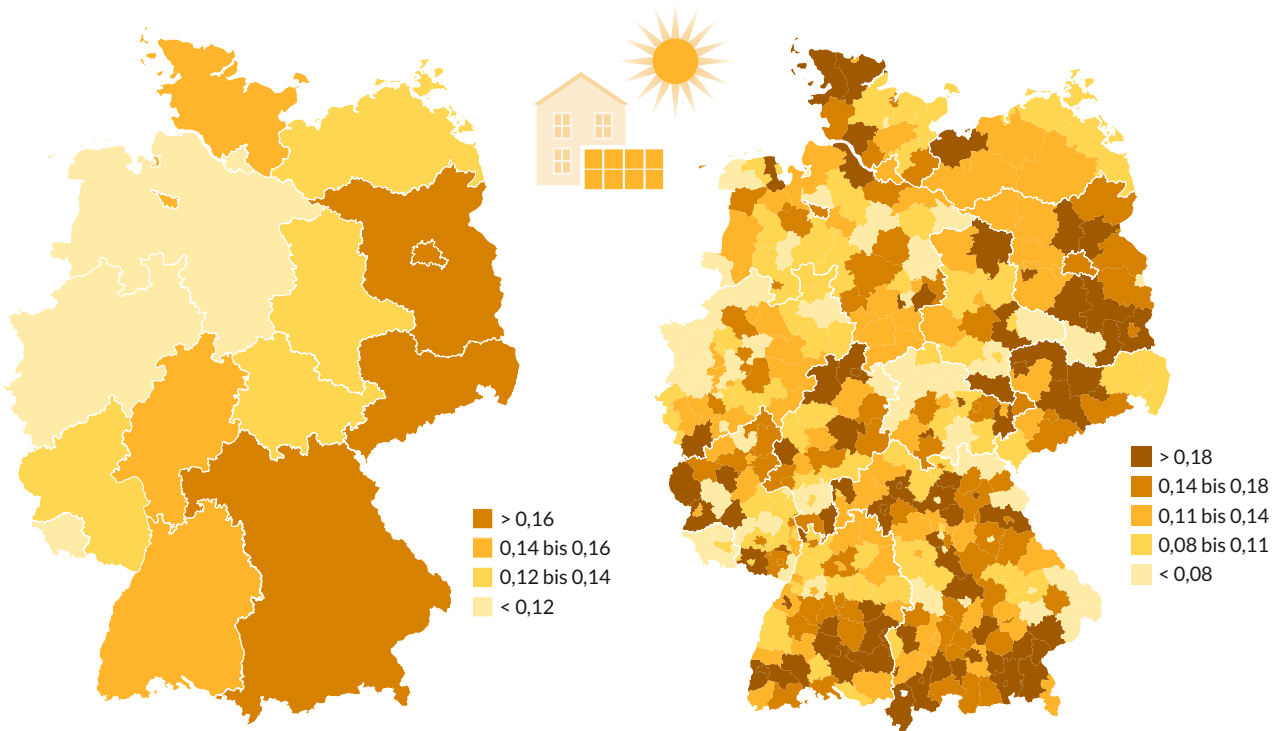 > 0,16
0,14 bis 0,16
0,12 bis 0,14
< 0,12
> 0,18
0,14 bis 0,18
0,11 bis 0,14
0,08 bis 0,11
< 0,08